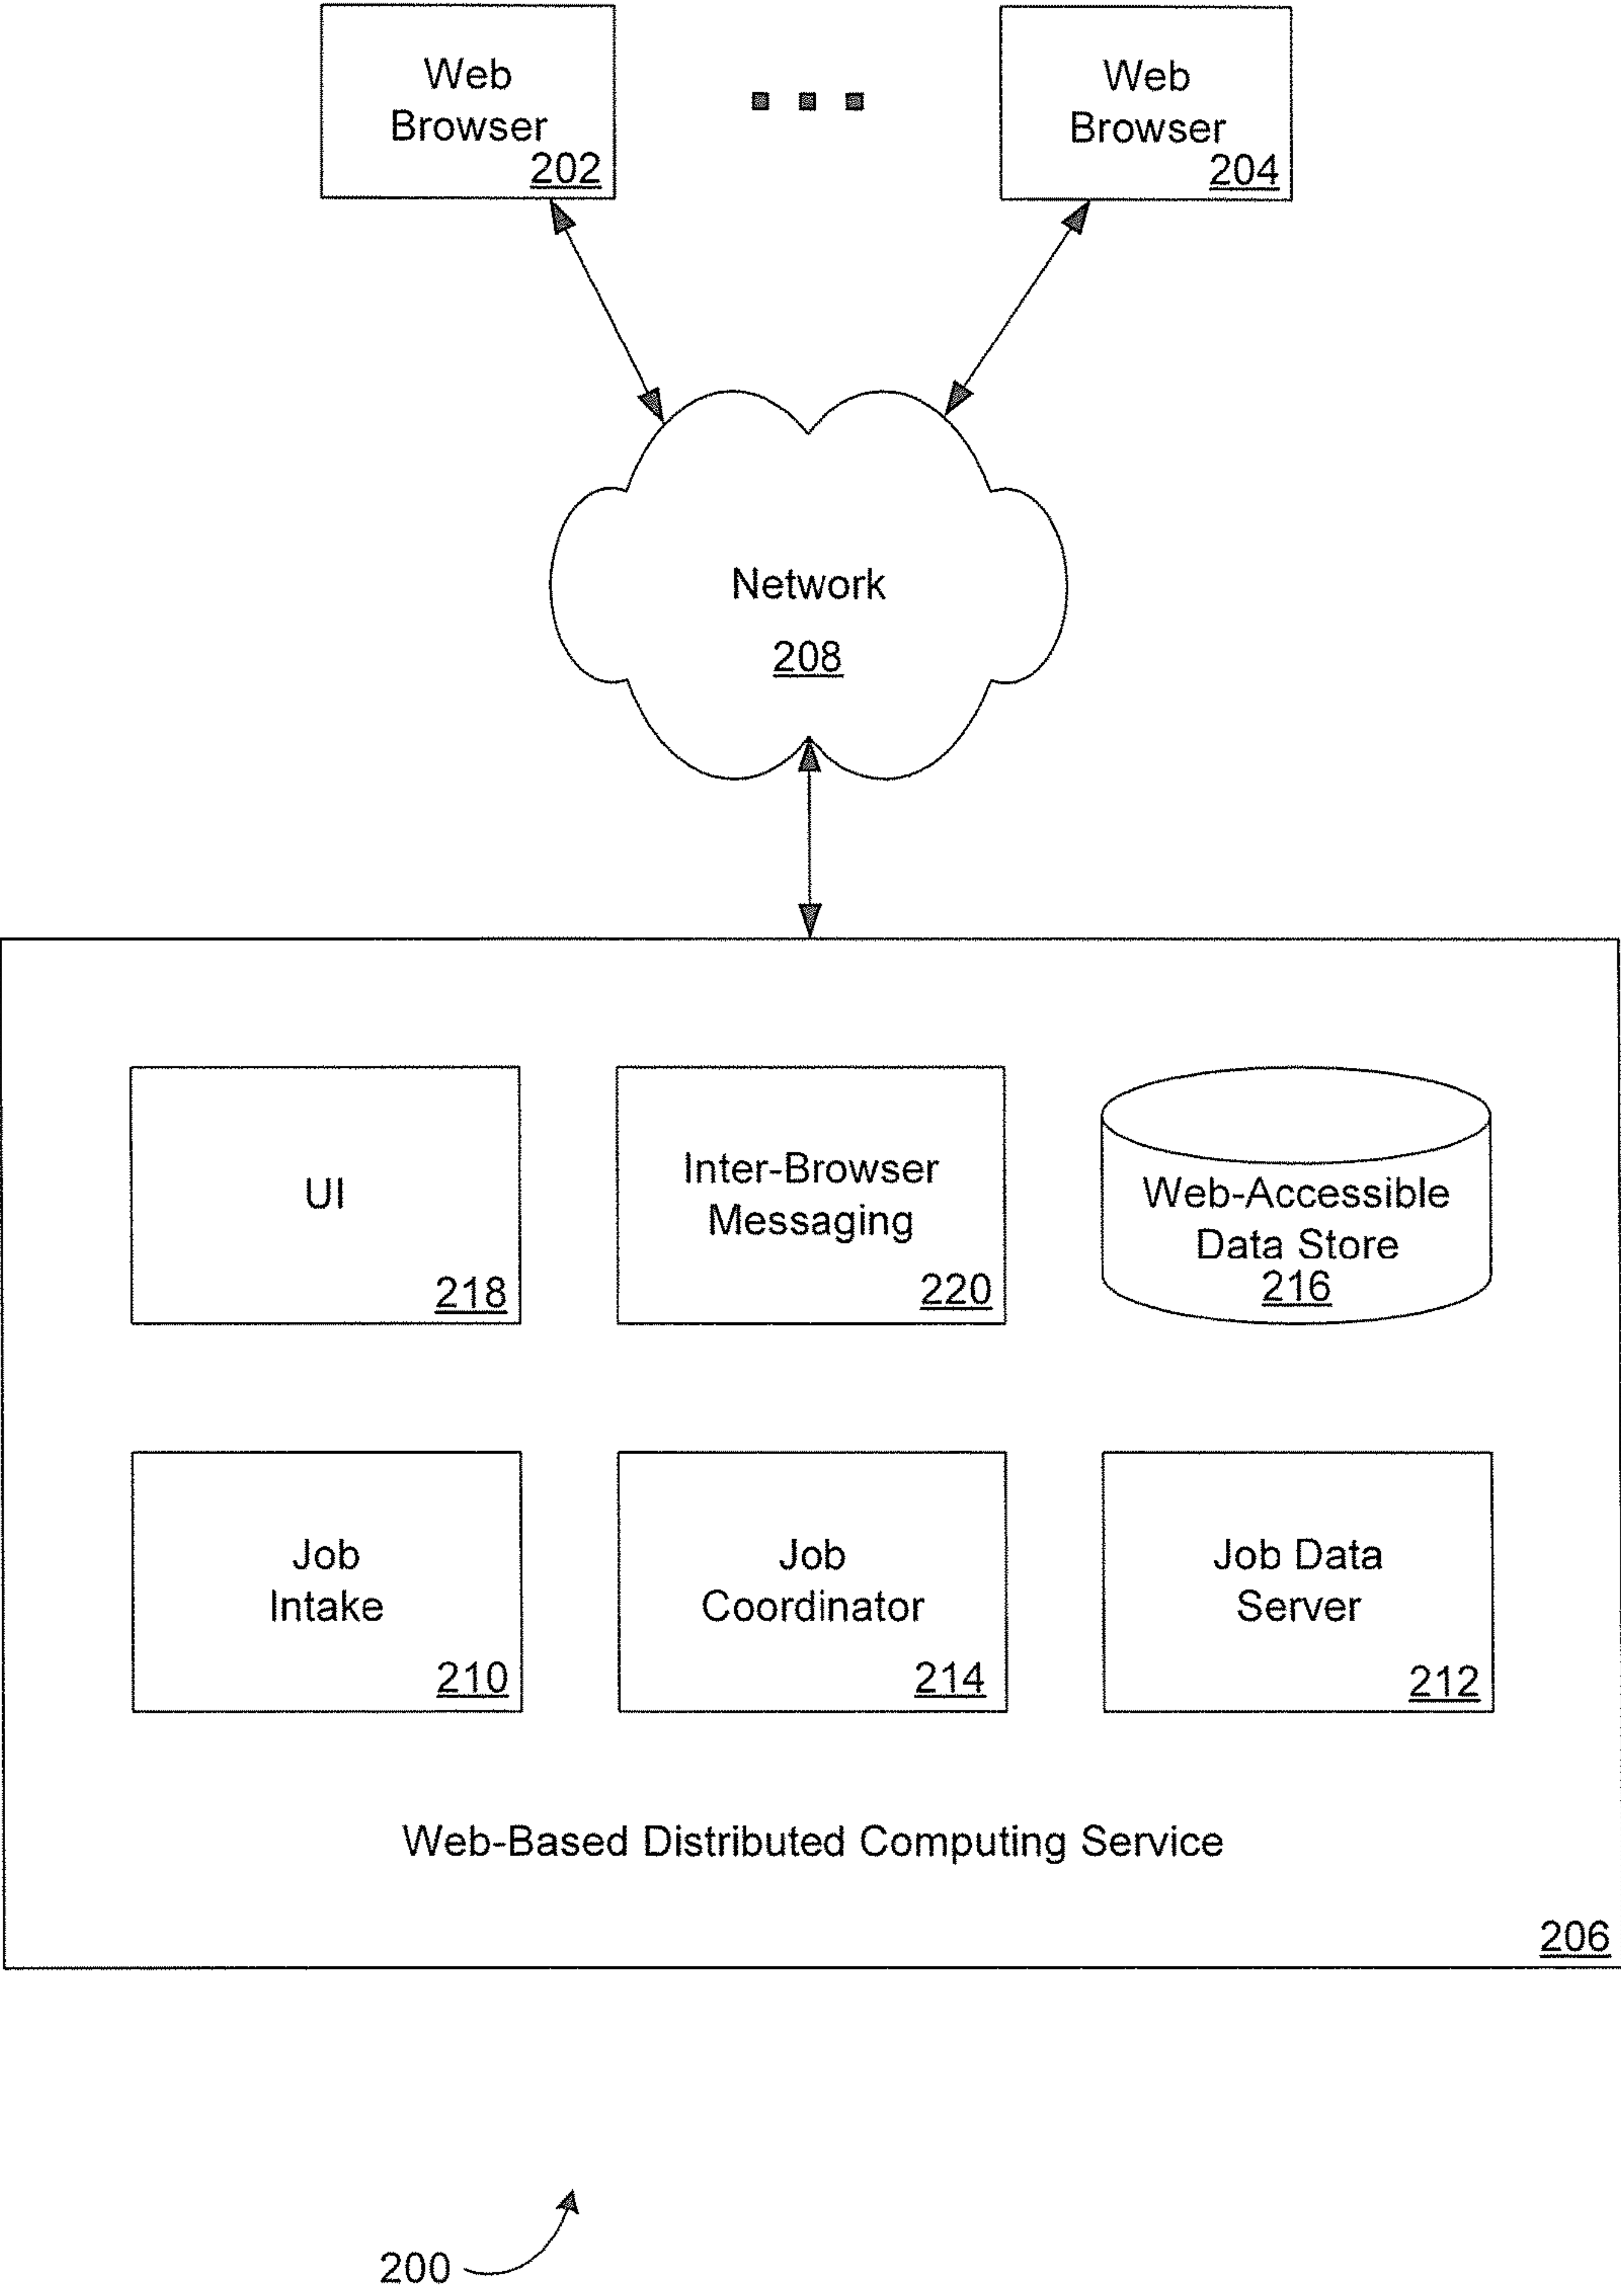 Web
Browser
202
Web
Browser
204
Network
208
UI
218
Inter-Browser
Messaging
220
Web-Accessible
Data Store
216
Job
Intake
210
Job
Coordinator
214
Job Data
Server
212
Web-Based Distributed Computing Service
206
200